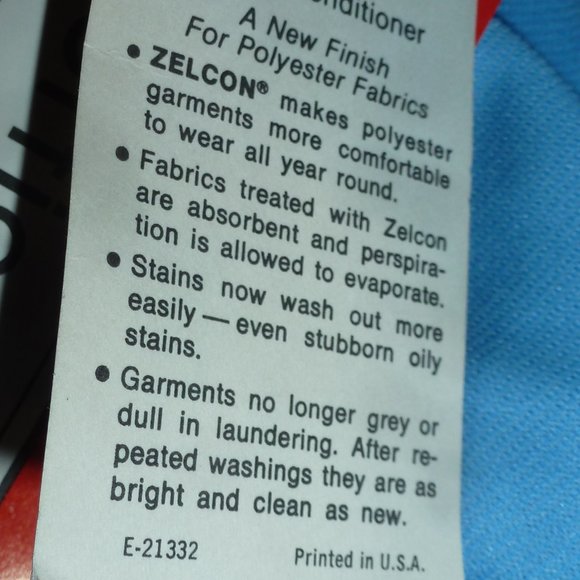 A New Finish
For Polyester Fabrics
• ZELCON® makes polyester
garments more comfortable
to wear all year round.
• Fabrics treated with Zelcon
are absorbent and perspira-
tion is allowed to evaporate.
• Stains now wash out more
easily — even stubborn oily
stains.
• Garments no longer grey or
dull in laundering. After re-
peated washings they are as
bright and clean as new.
E-21332 Printed in U.S.A.